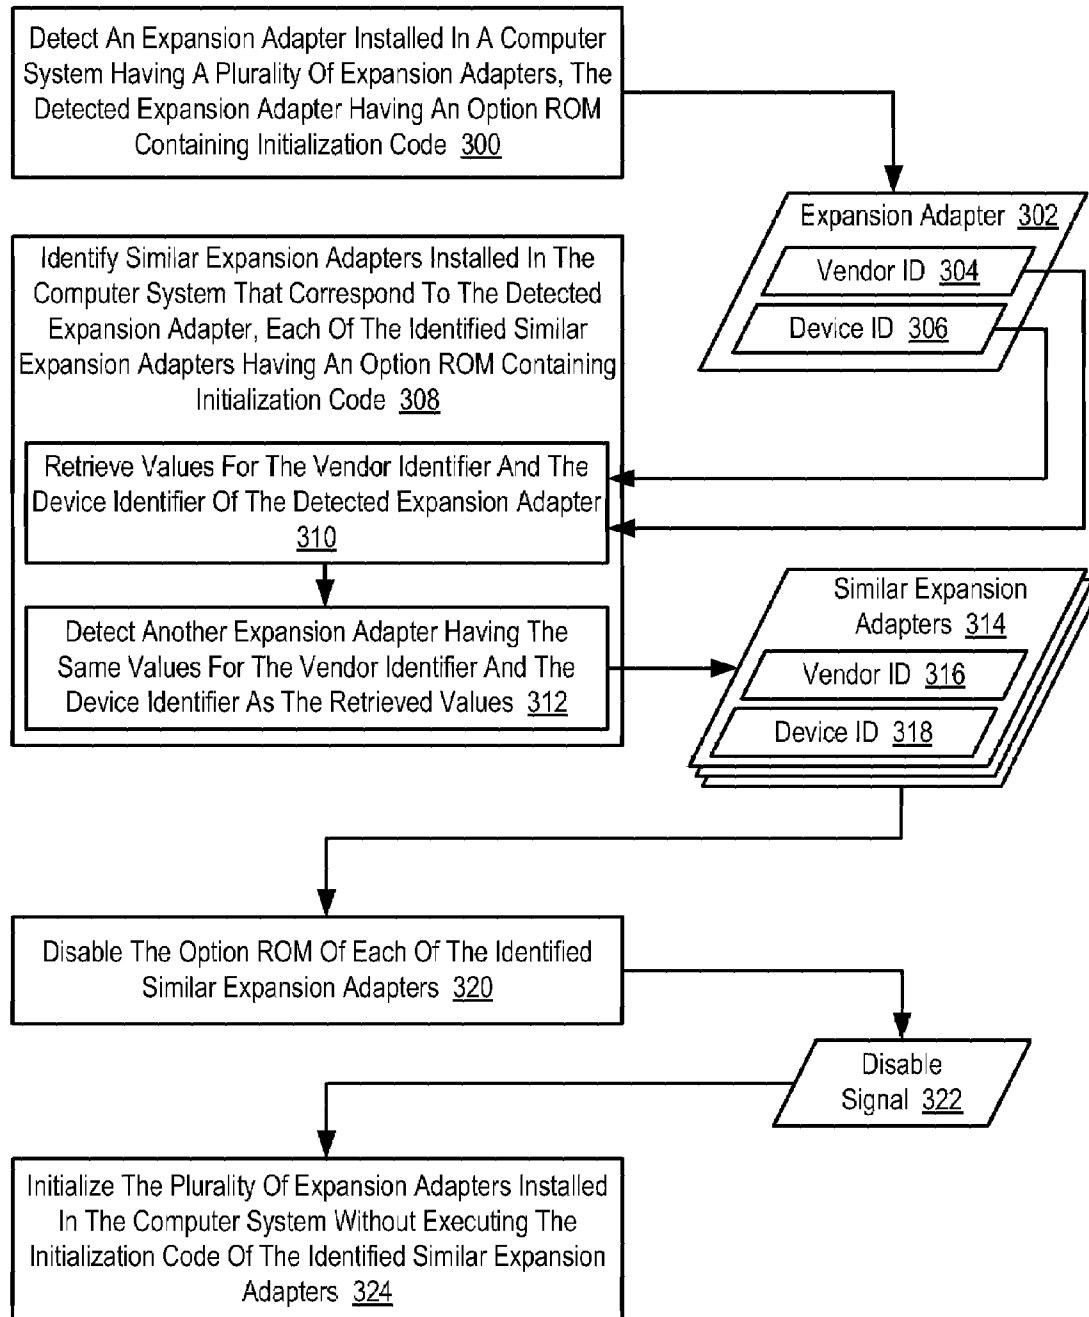 Detect An Expansion Adapter Installed In A Computer
System Having A Plurality Of Expansion Adapters, The
Detected Expansion Adapter Having An Option ROM
Containing Initialization Code 300
Expansion Adapter 302
Vendor ID 304
Device ID 306
Identify Similar Expansion Adapters Installed In The
Computer System That Correspond To The Detected
Expansion Adapter, Each Of The Identified Similar
Expansion Adapters Having An Option ROM Containing
Initialization Code 308
Retrieve Values For The Vendor Identifier And The
Device Identifier Of The Detected Expansion Adapter
310
Detect Another Expansion Adapter Having The
Same Values For The Vendor Identifier And The
Device Identifier As The Retrieved Values 312
Similar Expansion
Adapters 314
Vendor ID 316
Device ID 318
Disable The Option ROM Of Each Of The Identified
Similar Expansion Adapters 320
Disable
Signal 322
Initialize The Plurality Of Expansion Adapters Installed
In The Computer System Without Executing The
Initialization Code Of The Identified Similar Expansion
Adapters 324